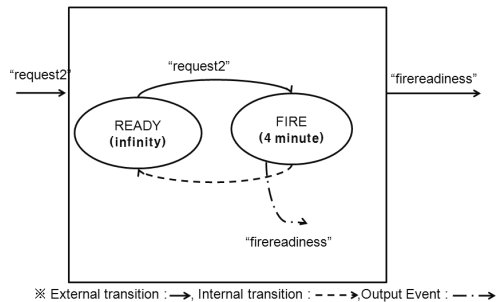 “request2”
“request2”
“firereadiness”
READY
(infinity)
FIRE
(4 minute)
“firereadiness”
※ External transition : , Internal transition : ,Output Event :